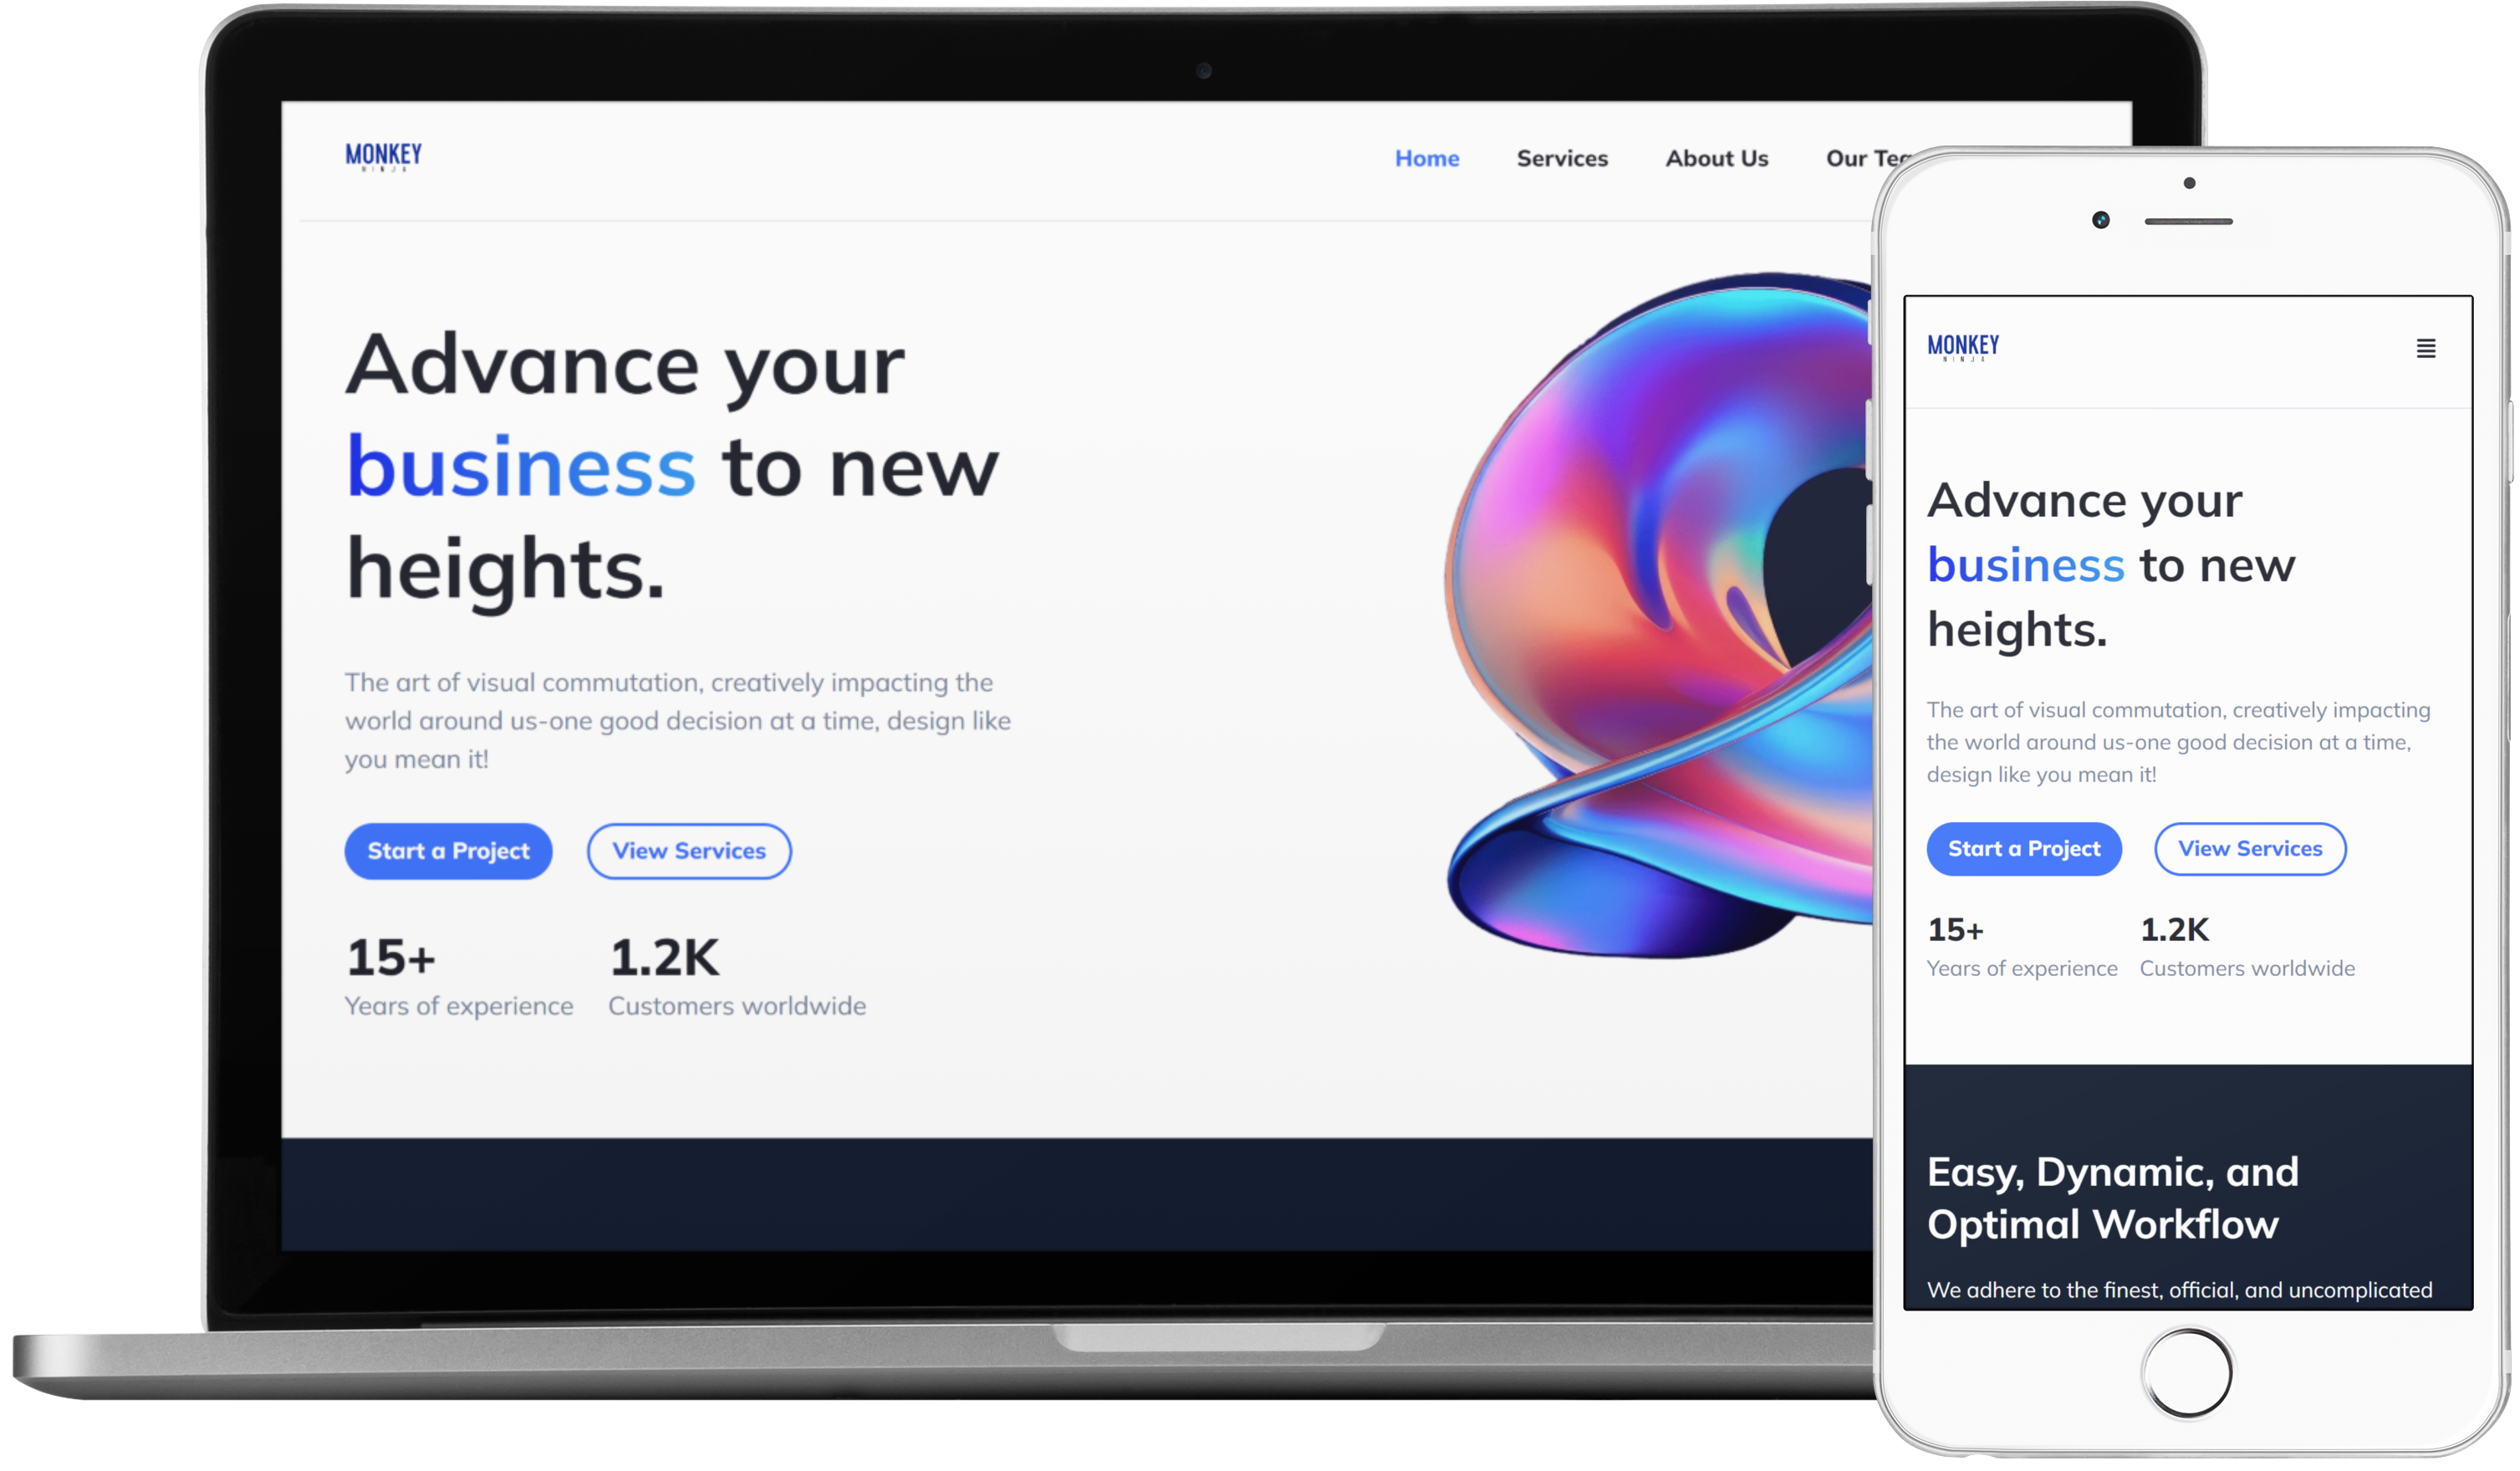 MONKEY
NINJA
Home Services About Us Our Tea
Advance your
business to new
heights.
The art of visual commutation, creatively impacting the
world around us-one good decision at a time, design like
you mean it!
Start a Project View Services
15+ 1.2K
Years of experience Customers worldwide
MONKEY
NINJA
Advance your
business to new
heights.
The art of visual commutation, creatively impacting
the world around us-one good decision at a time,
design like you mean it!
Start a Project View Services
15+ 1.2K
Years of experience Customers worldwide
Easy, Dynamic, and
Optimal Workflow
We adhere to the finest, official, and uncomplicated